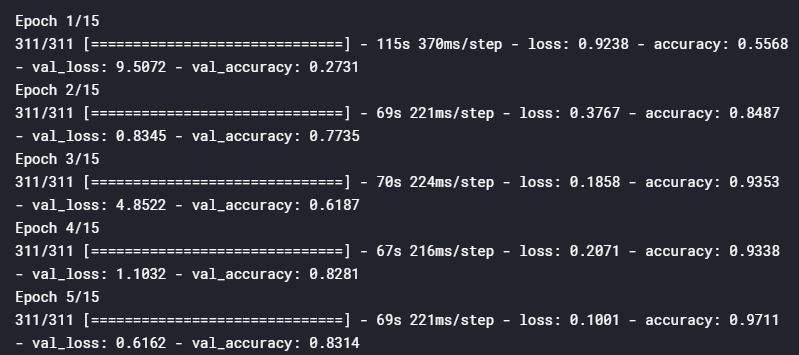 Epoch 1/15
311/311 [==============================] - 115s 370ms/step - loss: 0.9238 - accuracy: 0.5568
- val_loss: 9.5072 - val_accuracy: 0.2731
Epoch 2/15
311/311 [==============================] - 69s 221ms/step - loss: 0.3767 - accuracy: 0.8487
- val_loss: 0.8345 - val_accuracy: 0.7735
Epoch 3/15
311/311 [==============================] - 70s 224ms/step - loss: 0.1858 - accuracy: 0.9353
- val_loss: 4.8522 - val_accuracy: 0.6187
Epoch 4/15
311/311 [==============================] - 67s 216ms/step - loss: 0.2071 - accuracy: 0.9338
- val_loss: 1.1032 - val_accuracy: 0.8281
Epoch 5/15
311/311 [==============================] - 69s 221ms/step - loss: 0.1001 - accuracy: 0.9711
- val_loss: 0.6162 - val_accuracy: 0.8314